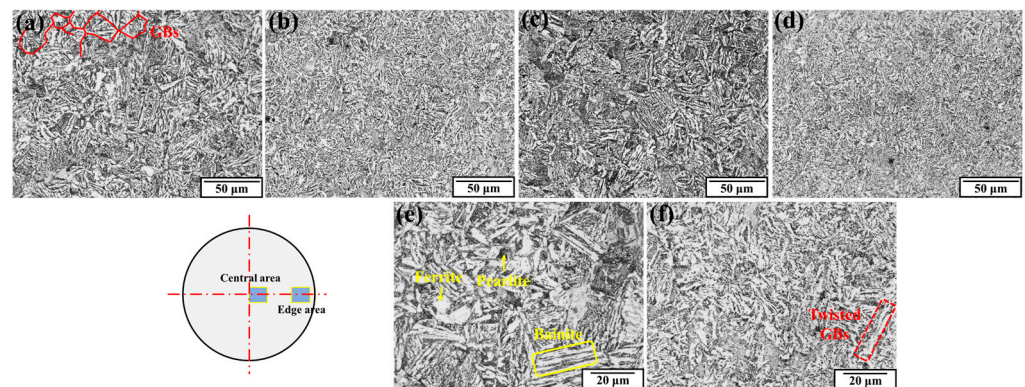 (a)
GBs
50 μm
(b)
50 μm
(c)
50 μm
(d)
50 μm
Central area
Edge area
(e)
Ferrite
Pearlite
Bainite
20 μm
(f)
Twisted
GBs
20 μm